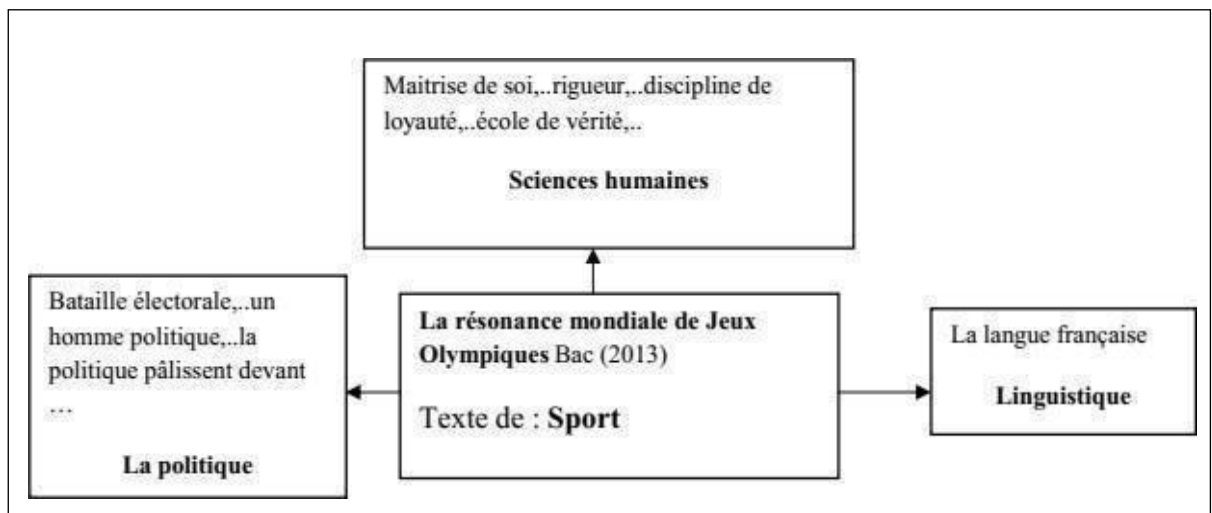 Maitrise de soi,..rigueur,..discipline de
loyauté,..école de vérité,..
Sciences humaines
Bataille électorale,..un
homme politique,..la
politique pâlissent devant
…
La politique
La résonance mondiale de Jeux
Olympiques Bac (2013)
Texte de : Sport
La langue française
Linguistique